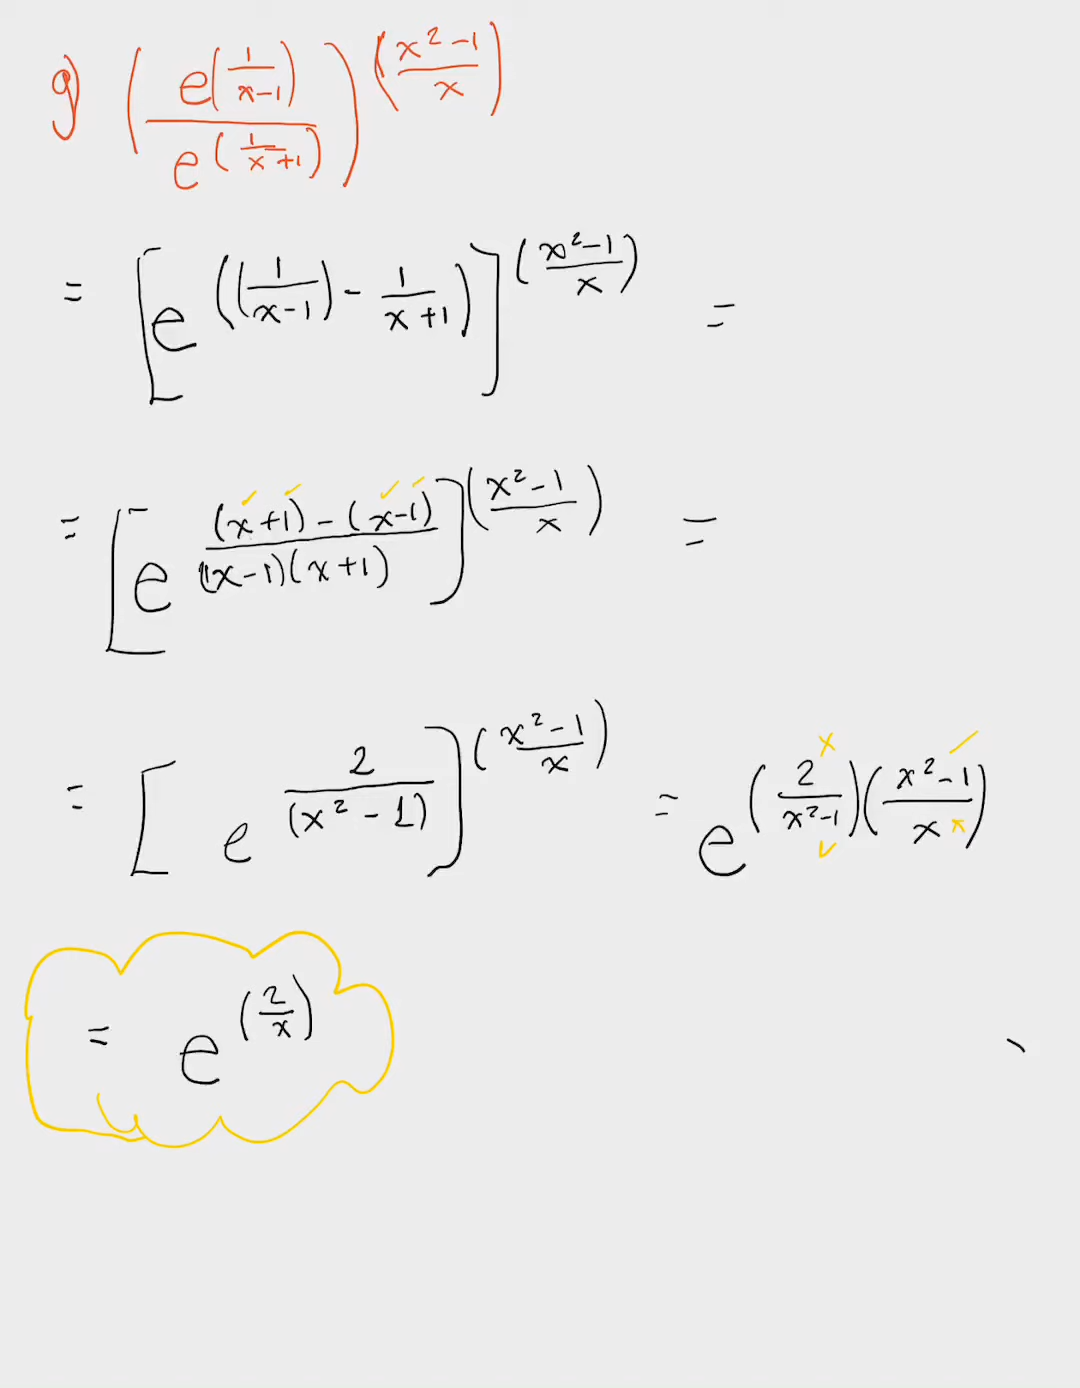 g) (e^(1/(x-1)) / e^(1/(x+1)))^((x²-1)/x)
= [e^((1/(x-1)) - 1/(x+1))]^((x²-1)/x) =
= [e^(((x+1)-(x-1))/((x-1)(x+1)))]^((x²-1)/x) =
= [e^(2/(x²-1))]^((x²-1)/x) = e^(2/(x²-1))((x²-1)/x)
= e^(2/x)